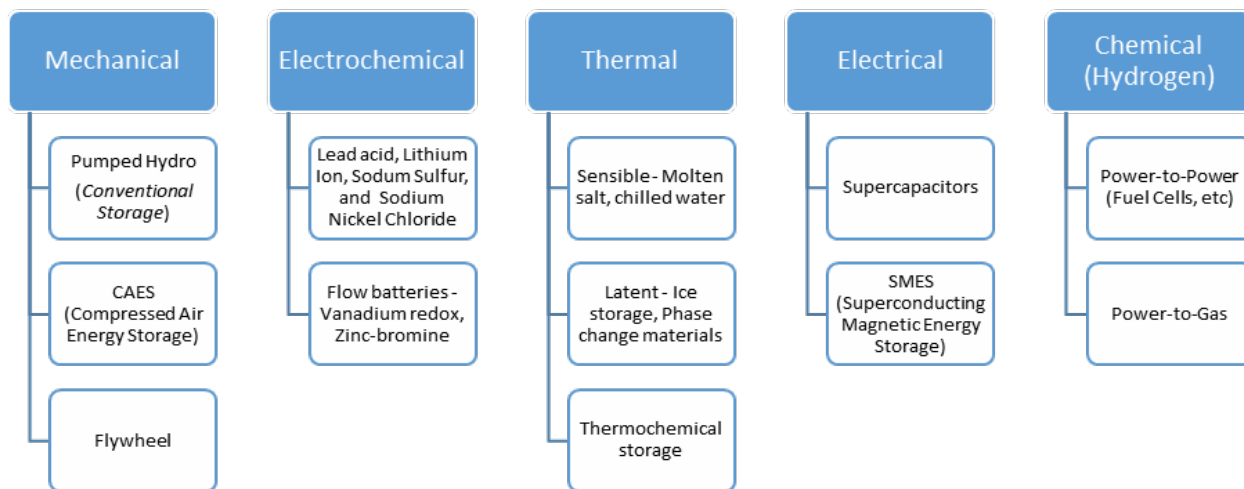 Mechanical
Pumped Hydro
(Conventional
Storage)
CAES
(Compressed Air
Energy Storage)
Flywheel
Electrochemical
Lead acid, Lithium
Ion, Sodum Sulfur,
and Sodium
Nickel Chloride
Flow batteries -
Vanadium redox,
Zinc-bromine
Thermal
Sensible - Molten
salt, chilled water
Latent - Ice
storage, Phase
change materials
Thermochemical
storage
Electrical
Supercapacitors
SMES
(Superconducting
Magnetic Energy
Storage)
Chemical
(Hydrogen)
Power-to-Power
(Fuel Cells, etc)
Power-to-Gas